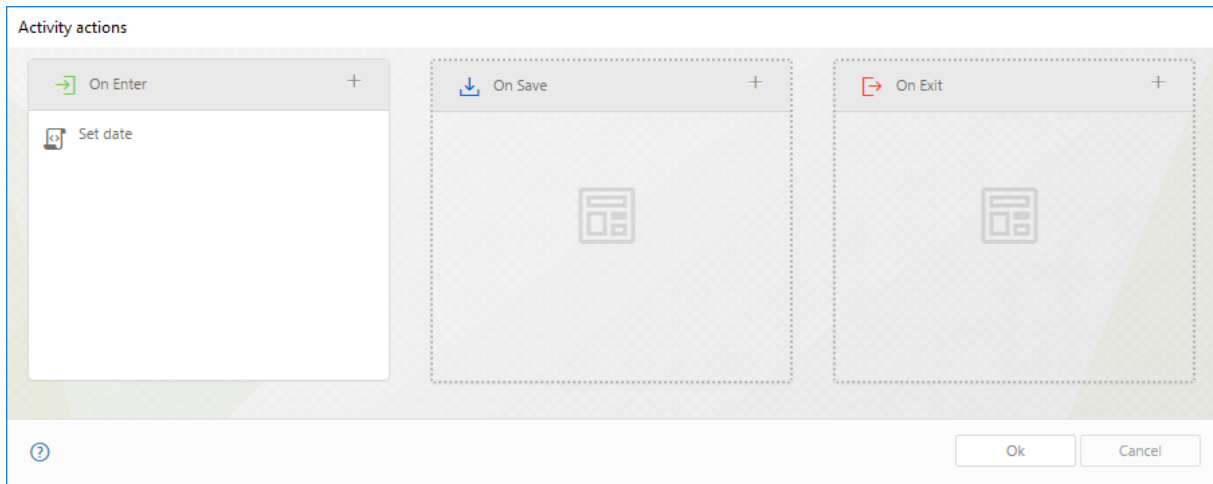 Activity actions
On Enter
On Save
On Exit
Set date
Ok
Cancel